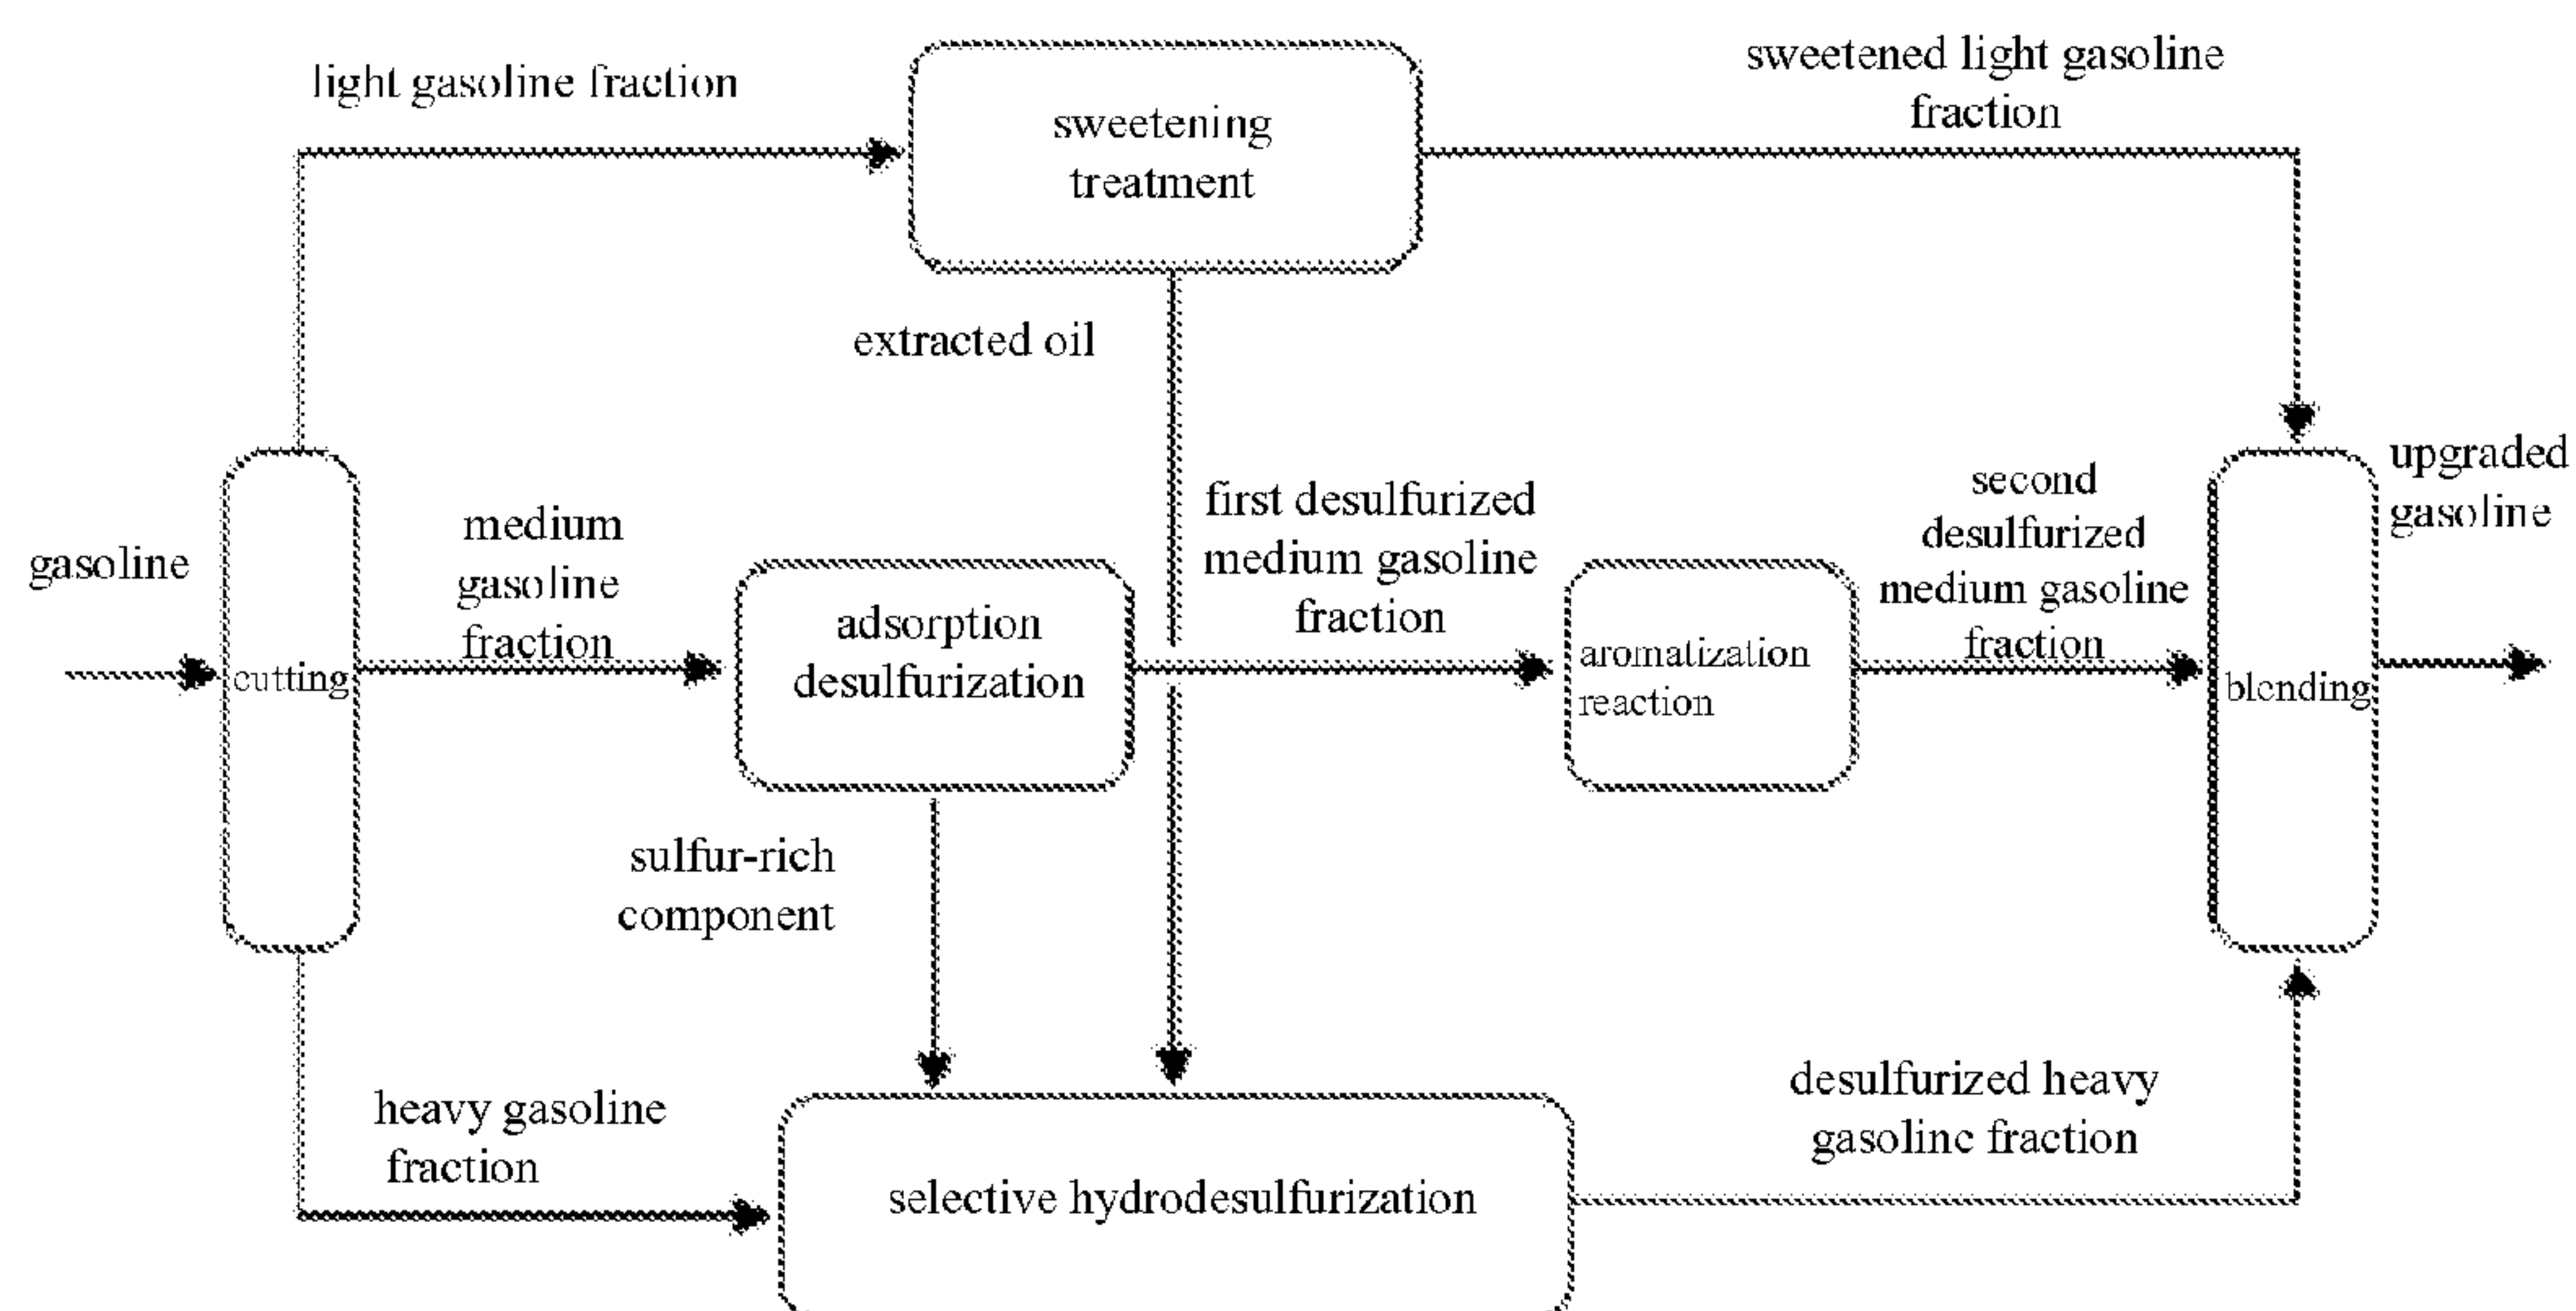 light gasoline fraction
sweetening
treatment
sweetened light gasoline
fraction
extracted oil
gasoline
cutting
medium
gasoline
fraction
adsorption
desulfurization
first desulfurized
medium gasoline
fraction
aromatization
reaction
second
desulfurized
medium gasoline
fraction
blending
upgraded
gasoline
sulfur-rich
component
heavy gasoline
fraction
selective hydrodesulfurization
desulfurized heavy
gasoline fraction